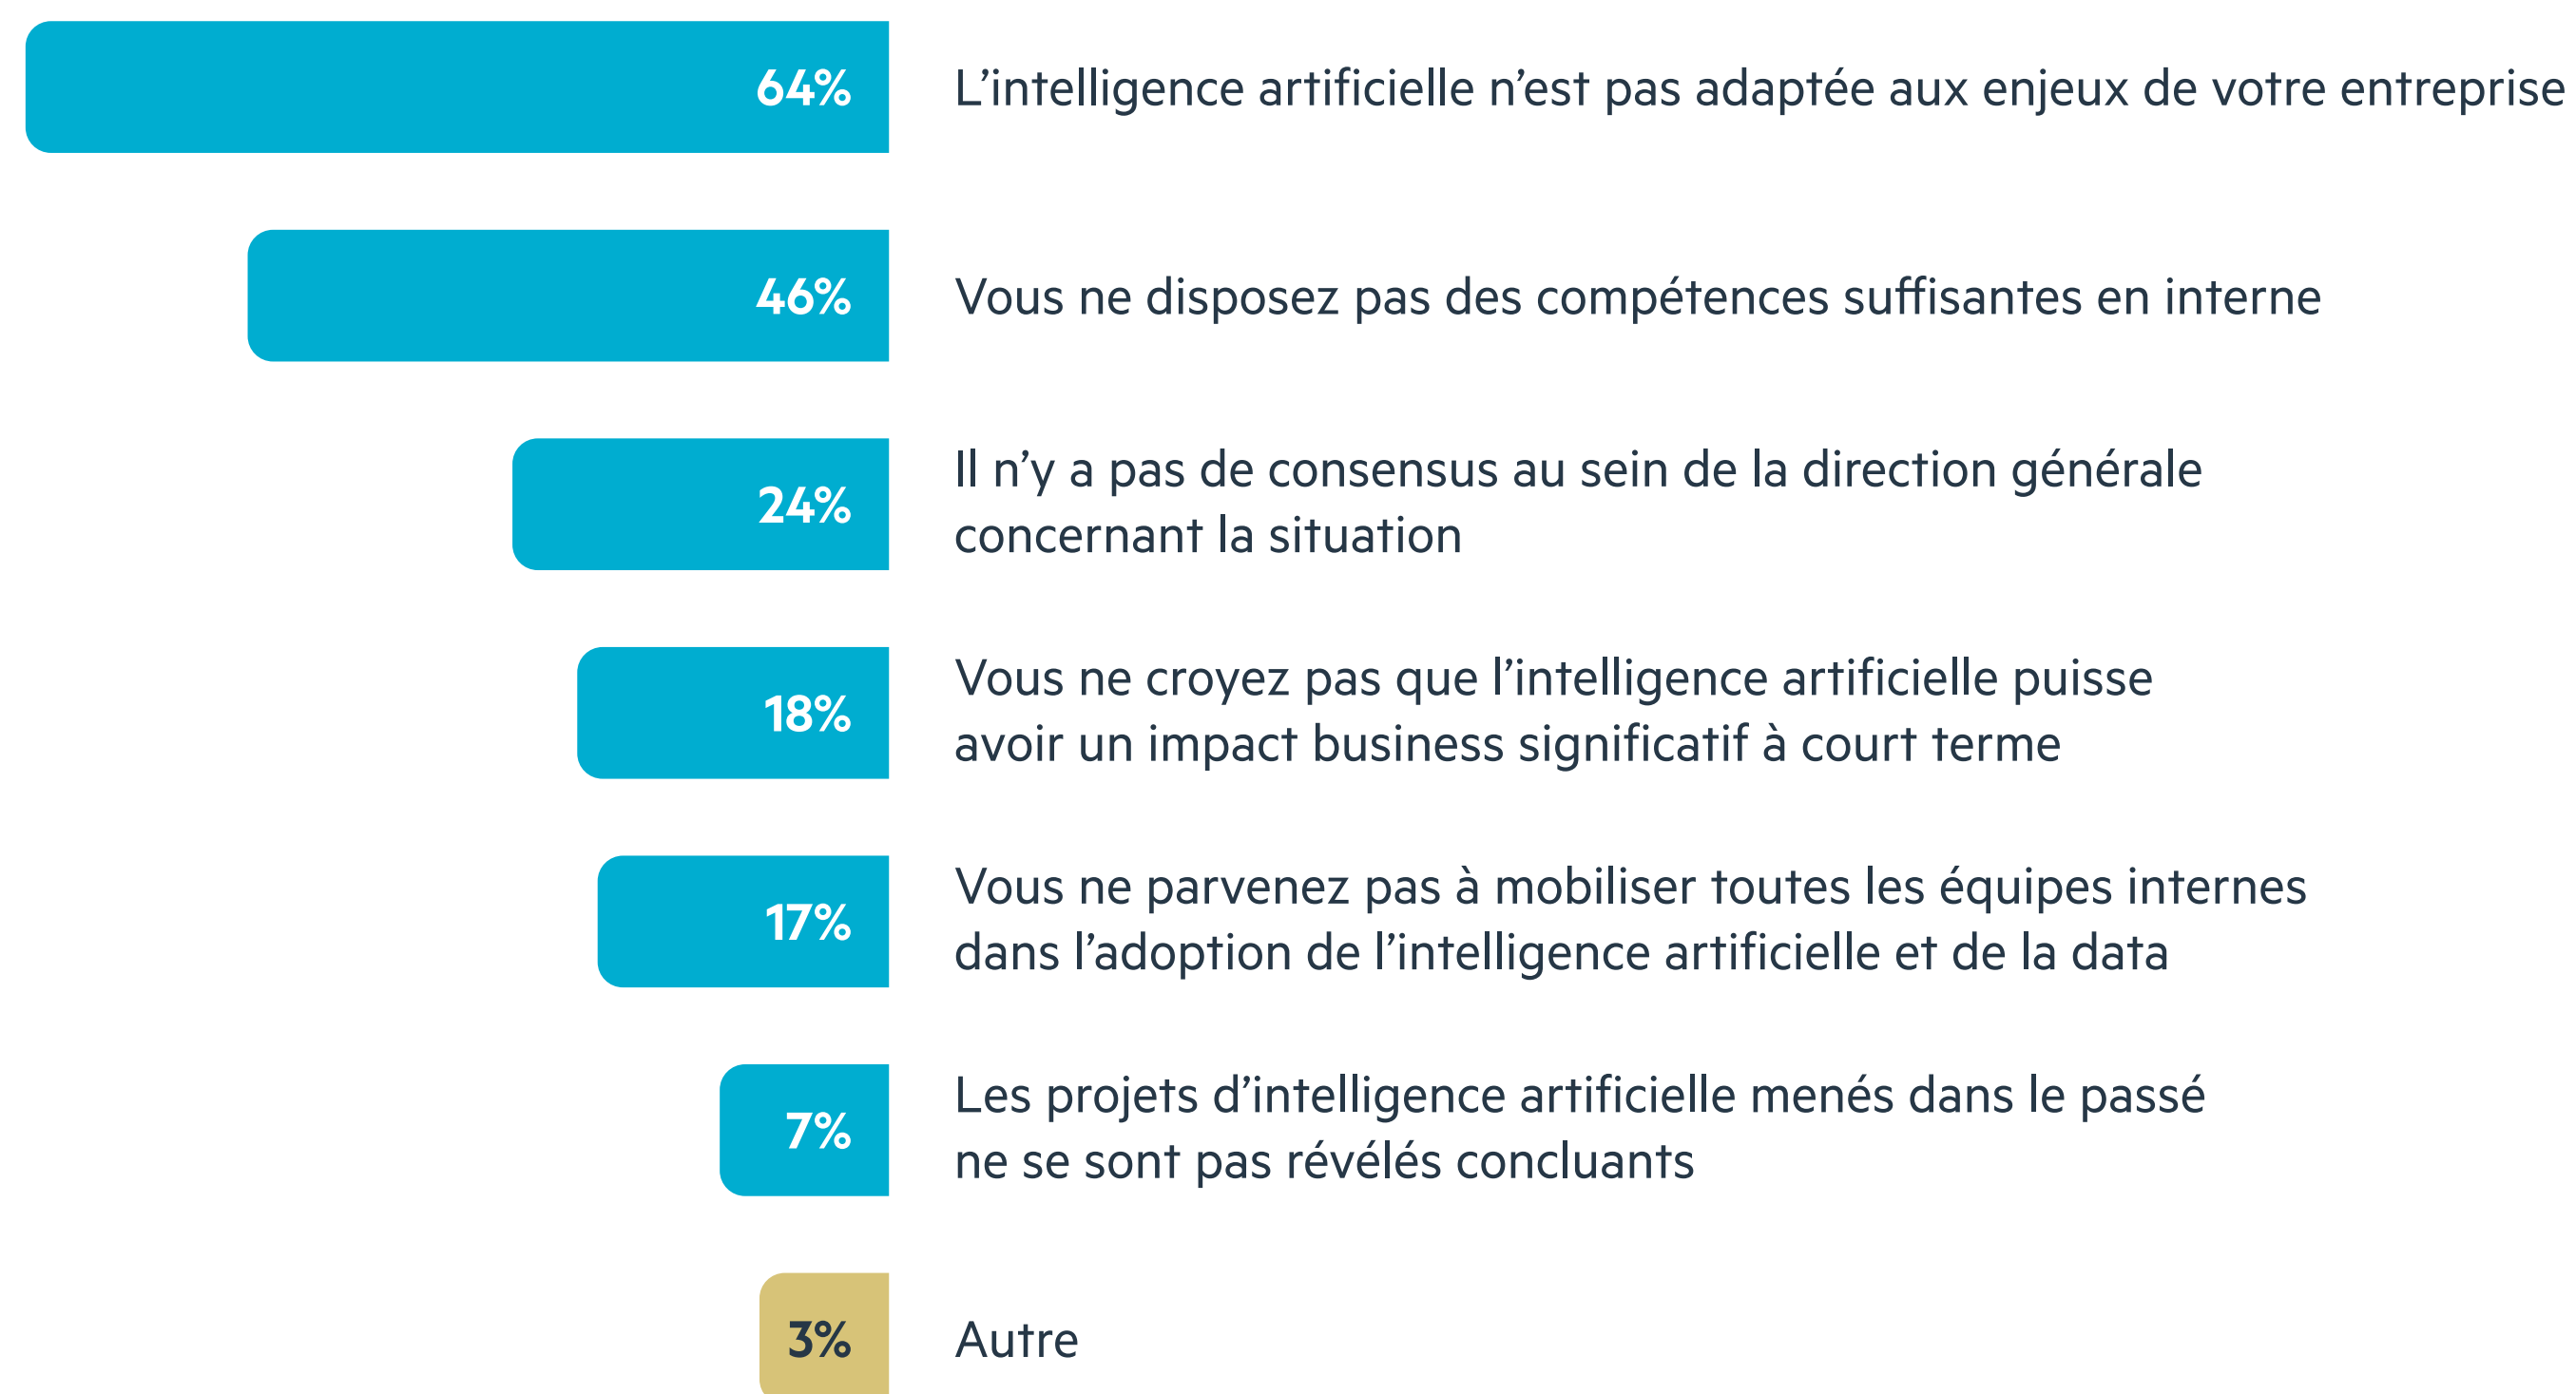 64% L’intelligence artificielle n’est pas adaptée aux enjeux de votre entreprise
46% Vous ne disposez pas des compétences suffisantes en interne
24% Il n’y a pas de consensus au sein de la direction générale
concernant la situation
18% Vous ne croyez pas que l’intelligence artificielle puisse
avoir un impact business significatif à court terme
17% Vous ne parvenez pas à mobiliser toutes les équipes internes
dans l’adoption de l’intelligence artificielle et de la data
7% Les projets d’intelligence artificielle menés dans le passé
ne se sont pas révélés concluants
3% Autre